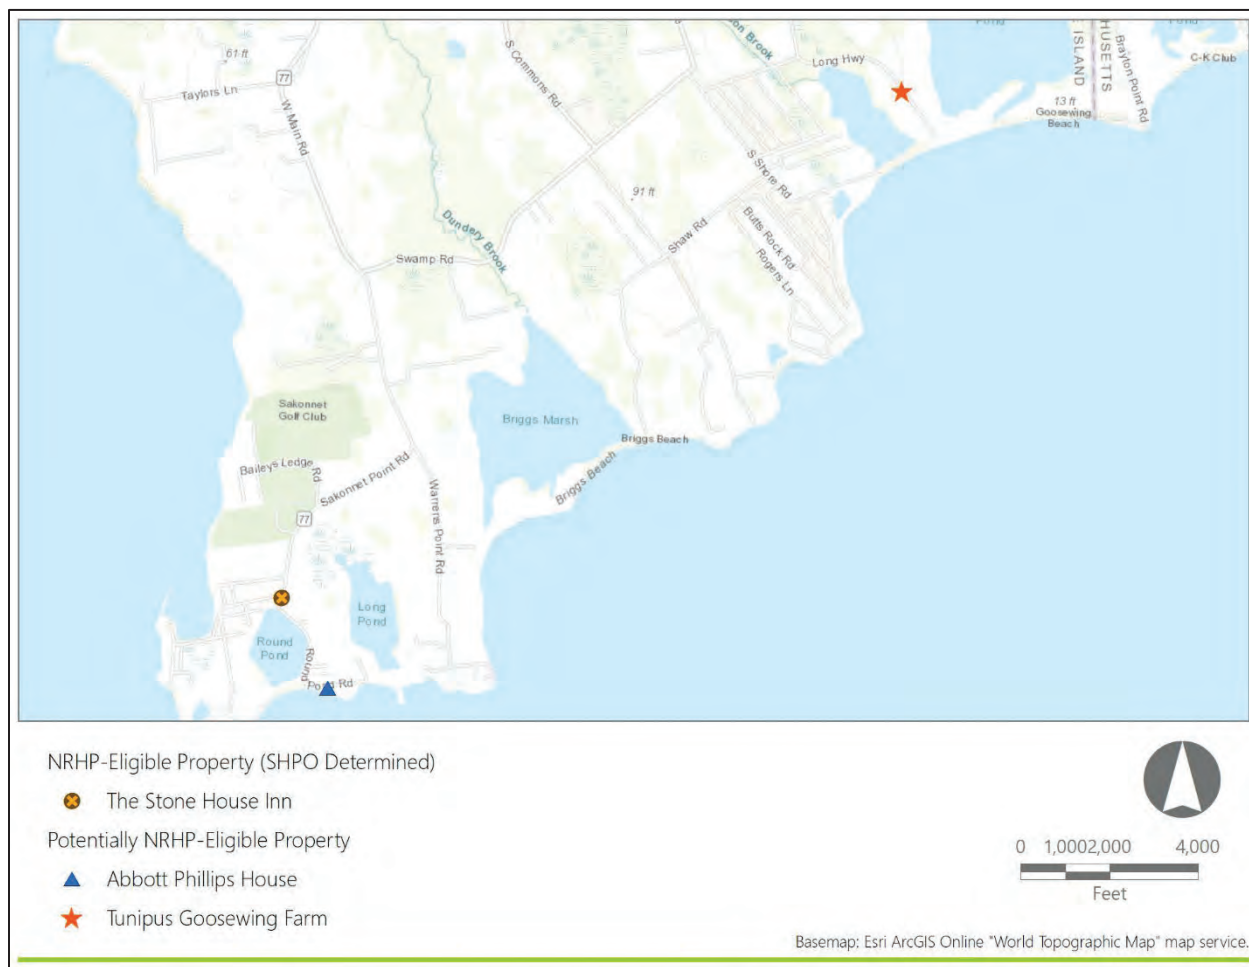 Pond
Pond
C-K Club
ISLAND
HUSETTS
Brayton Point Rd
61 ft
77
Taylors Ln
W Main Rd
S Commons Rd
Brook
Long Hwy
13 ft
Goosewing
Beach
S Shore Rd
91 ft
Dundery Brook
Shaw Rd
Butts Rock Rd
Rogers Ln
Swamp Rd
Sakonnet
Golf Club
Briggs Marsh
Briggs Beach
Briggs Beach
Baileys Ledge Rd
Sakonnet Point Rd
77
Warrens Point Rd
Long
Pond
Round
Pond
Round
Pond Rd
NRHP-Eligible Property (SHPO Determined)
The Stone House Inn
Potentially NRHP-Eligible Property
Abbott Phillips House
Tunipus Goosewing Farm
0 1,0002,000 4,000
Feet
Basemap: Esri ArcGIS Online "World Topographic Map" map service.